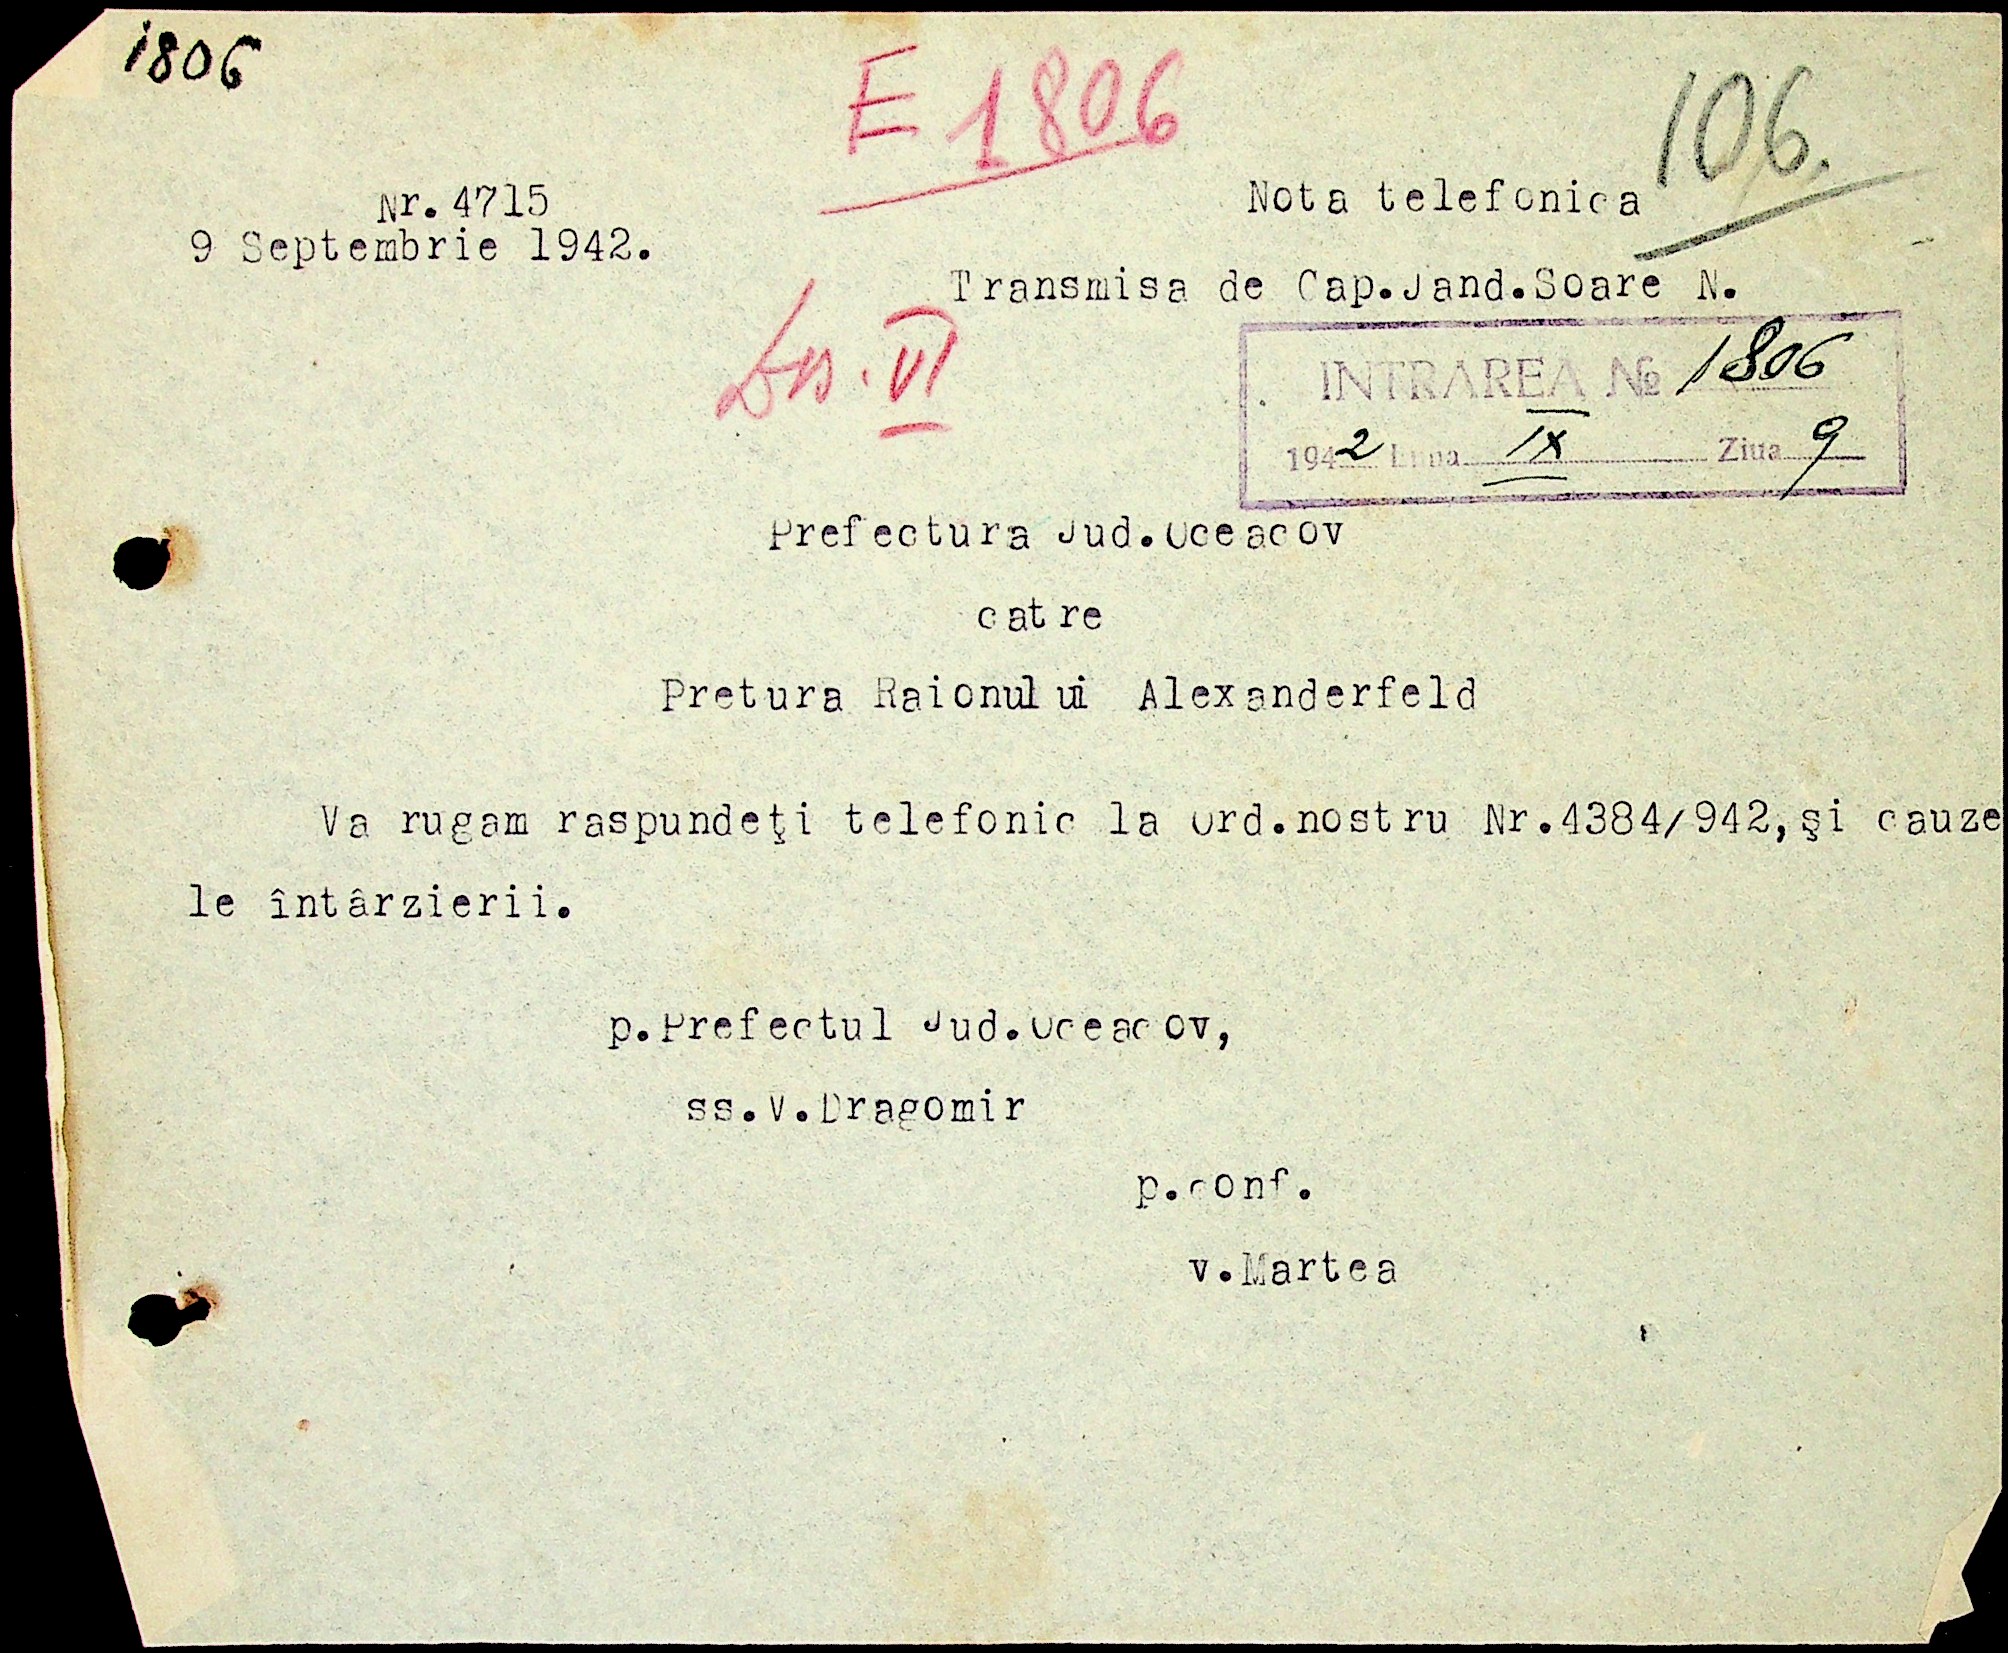 1806
E 1806
106.
Nr. 4715
Nota telefonica
9 Septembrie 1942.
Transmisa de Cap.Jand.Soare N.
Dos. VI
INTRAREA № 1806
1942 Luna IX Ziua 9
Prefectura Jud.Oceacov
catre
Pretura Raionului Alexanderfeld
Va rugam raspundeţi telefonic la Ord.nostru Nr.4384/942,şi cauze
le întârzierii.
p.Prefectul Jud.Oceacov,
ss.V.Dragomir
p.conf.
v.Martea